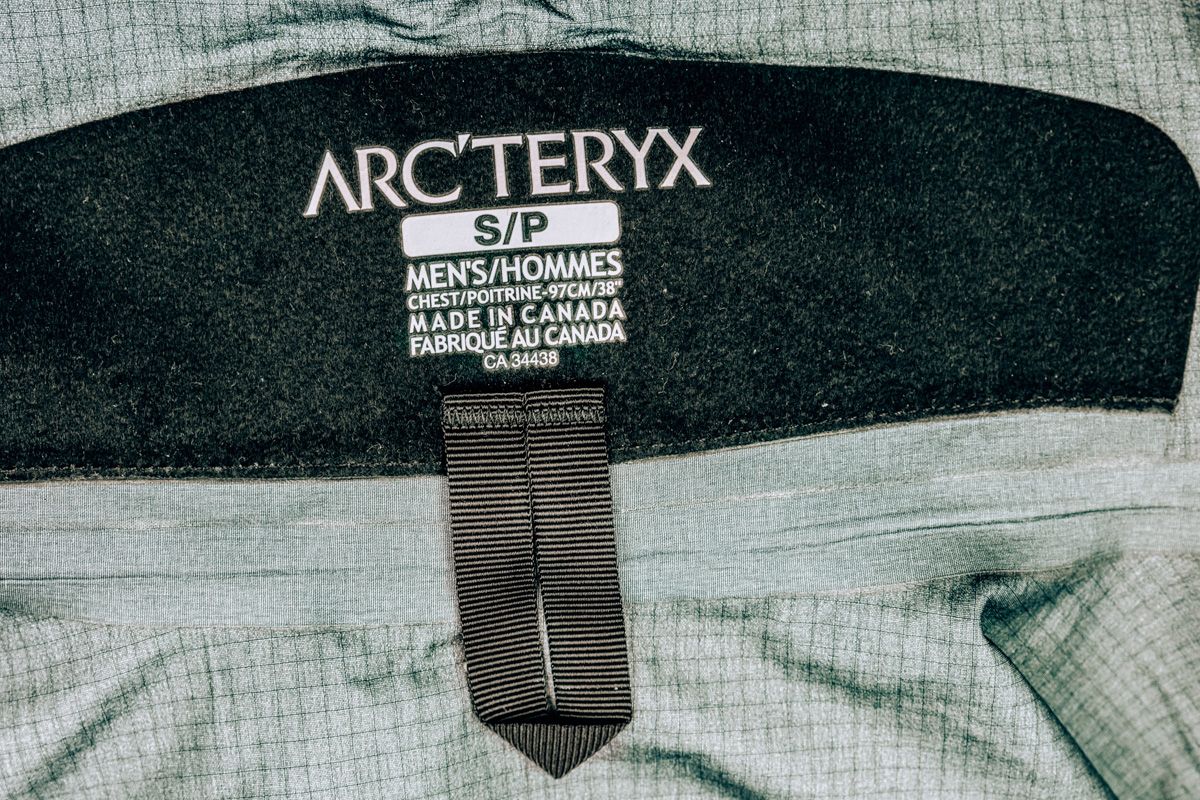 ARC'TERYX
S/P
MEN'S/HOMMES
CHEST/POITRINE-97CM/38"
MADE IN CANADA
FABRIQUÉ AU CANADA
CA 34438